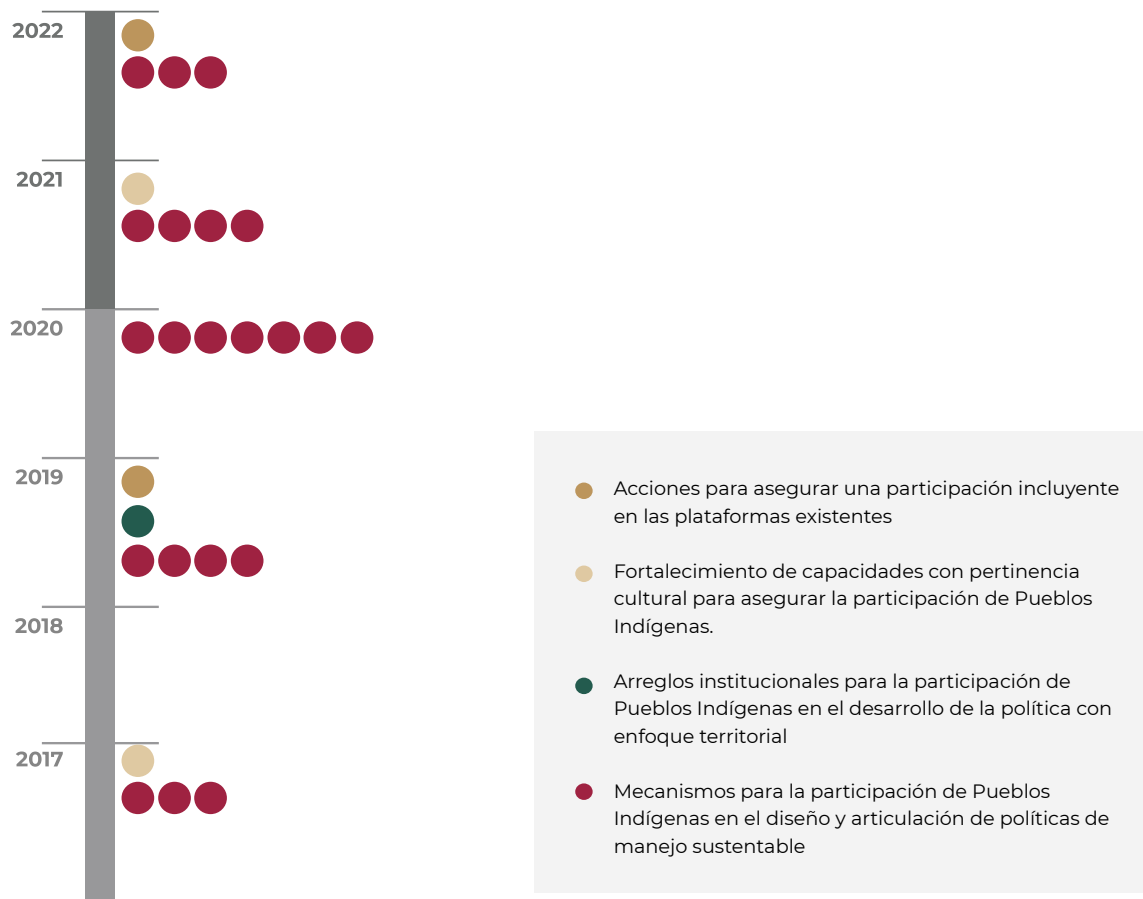 2022
2021
2020
2019
2018
2017
Acciones para asegurar una participación incluyente
en las plataformas existentes
Fortalecimiento de capacidades con pertinencia
cultural para asegurar la participación de Pueblos
Indígenas.
Arreglos institucionales para la participación de
Pueblos Indígenas en el desarrollo de la política con
enfoque territorial
Mecanismos para la participación de Pueblos
Indígenas en el diseño y articulación de políticas de
manejo sustentable